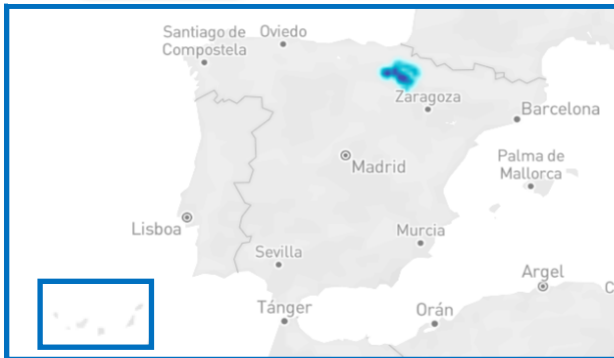 Santiago de
Compostela
Oviedo
Zaragoza
Barcelona
Madrid
Palma de
Mallorca
Lisboa
Murcia
Sevilla
Argel
Tánger
Orán
C